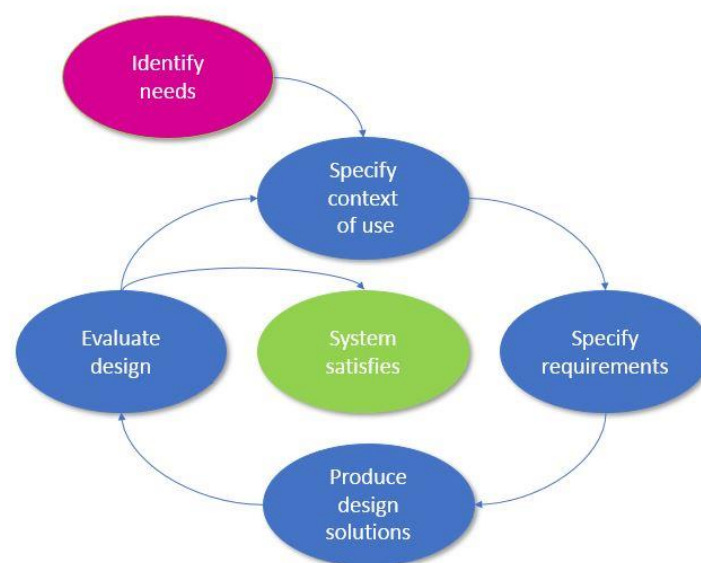 Identify
needs
Specify
context
of use
Evaluate
design
System
satisfies
Specify
requirements
Produce
design
solutions